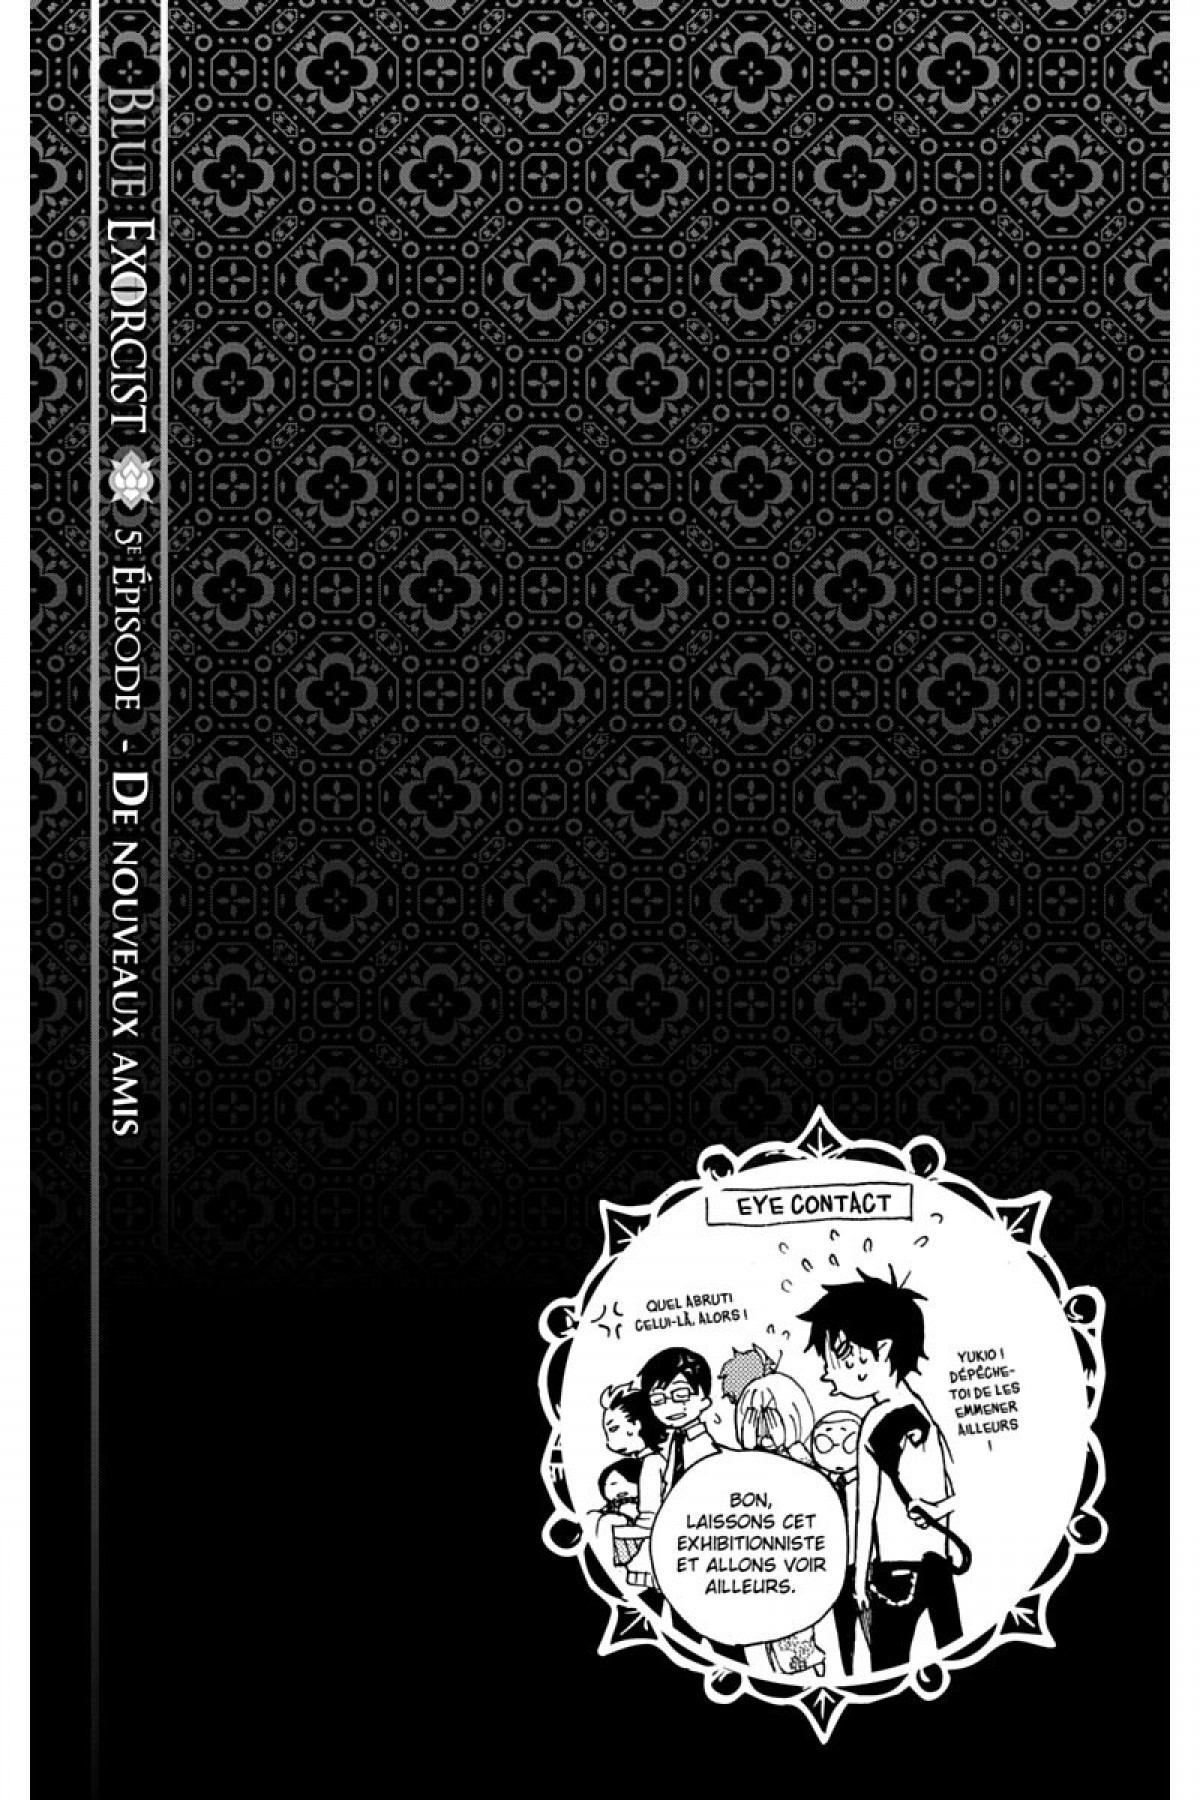 BLUE EXORCIST 5E ÉPISODE - DE NOUVEAUX AMIS
EYE CONTACT
QUEL ABRUTI
CELUI-LÀ, ALORS !
YUKIO !
DÉPÊCHE-
TOI DE LES
EMMENER
AILLEURS
!
BON,
LAISSONS CET
EXHIBITIONNISTE
ET ALLONS VOIR
AILLEURS.